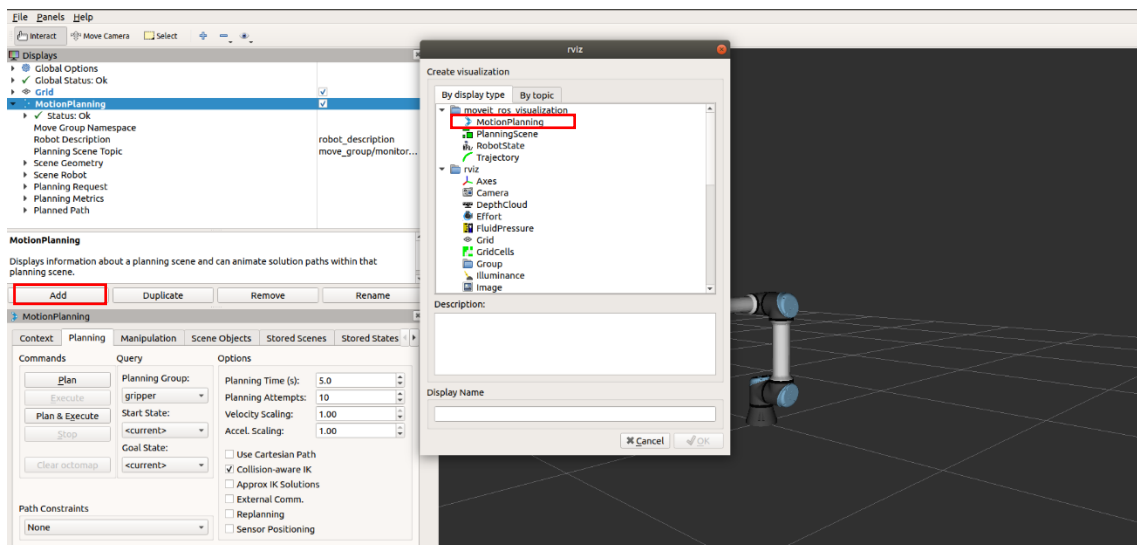 File Panels Help
Interact Move Camera Select
Displays
Global Options
Global Status: Ok
Grid
MotionPlanning
Status: Ok
Move Group Namespace
Robot Description robot_description
Planning Scene Topic move_group/monitor...
Scene Geometry
Scene Robot
Planning Request
Planning Metrics
Planned Path
MotionPlanning
Displays information about a planning scene and can animate solution paths within that
planning scene.
Add Duplicate Remove Rename
MotionPlanning
Context Planning Manipulation Scene Objects Stored Scenes Stored States
Commands Query Options
Plan
Execute
Plan & Execute
Stop
Clear octomap
Planning Group:
gripper
Start State:
<current>
Goal State:
<current>
Planning Time (s): 5.0
Planning Attempts: 10
Velocity Scaling: 1.00
Accel. Scaling: 1.00
Use Cartesian Path
Collision-aware IK
Approx IK Solutions
External Comm.
Replanning
Sensor Positioning
Path Constraints
None
rviz
Create visualization
By display type By topic
moveit_ros_visualization
MotionPlanning
PlanningScene
RobotState
Trajectory
rviz
Axes
Camera
DepthCloud
Effort
FluidPressure
Grid
GridCells
Group
Illuminance
Image
Description:
Display Name
Cancel OK